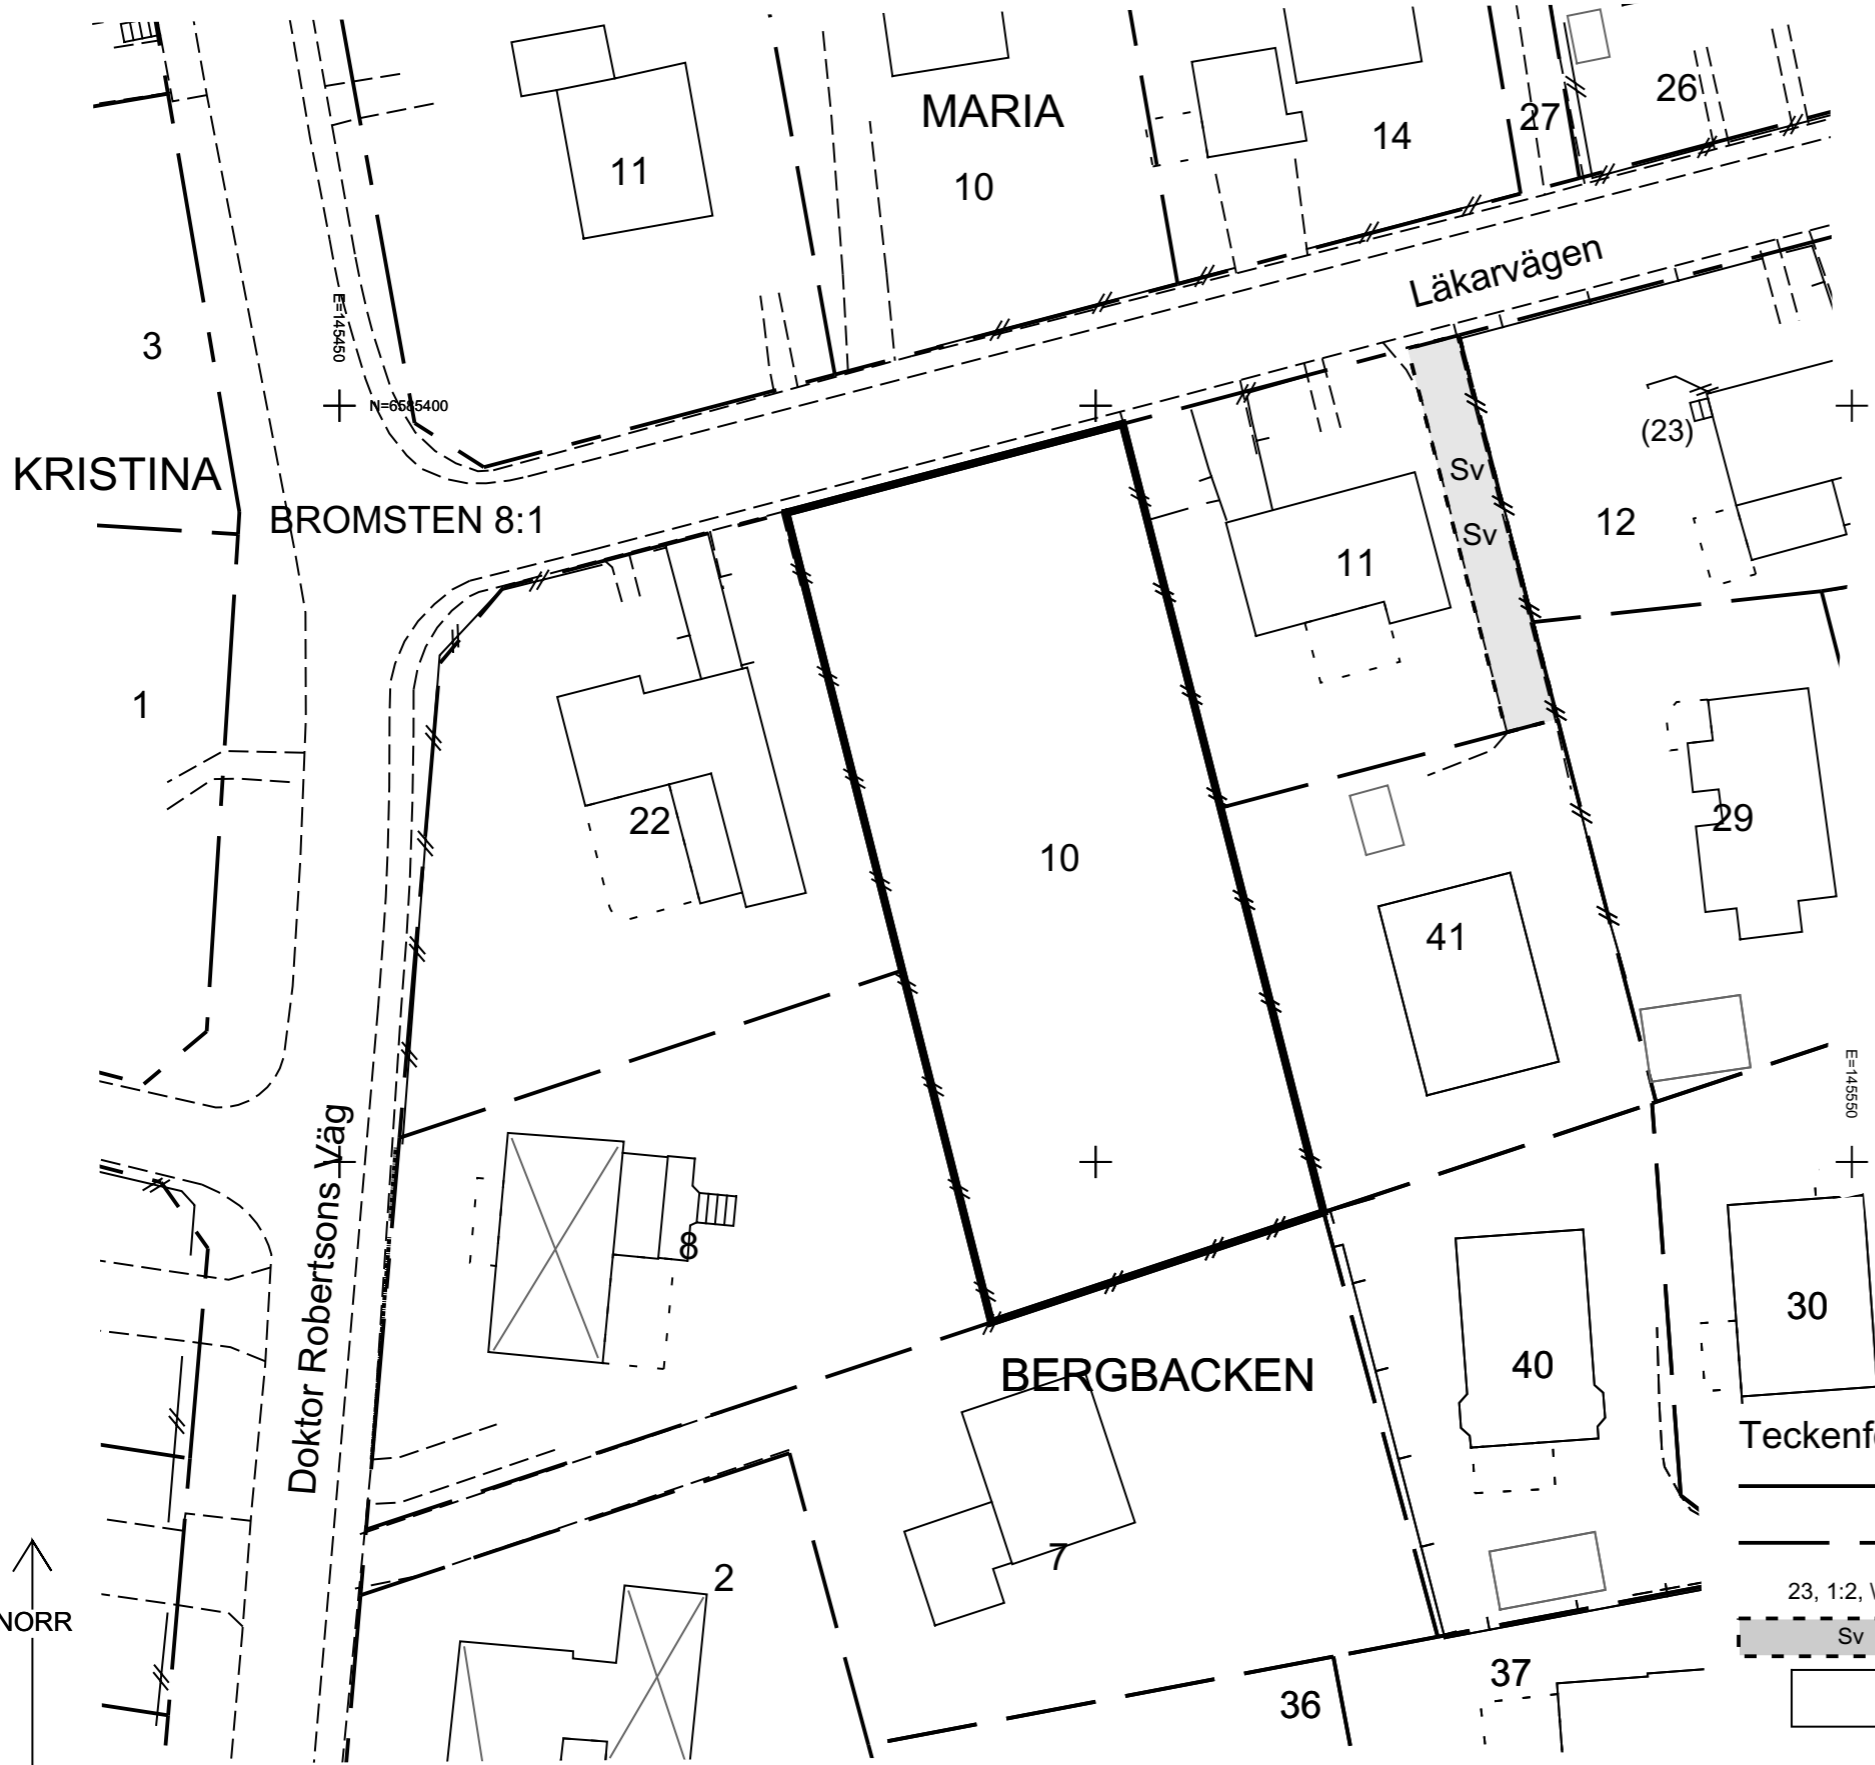 MARIA
10
11
14
27
26
Läkarvägen
3
E=145450
N=6585400
KRISTINA
BROMSTEN 8:1
(23)
Sv
Sv
12
11
1
22
10
29
41
E=145550
Doktor Robertsons Väg
8
30
40
BERGBACKEN
7
2
NORR
36
37
Teckenf
23, 1:2,
Sv